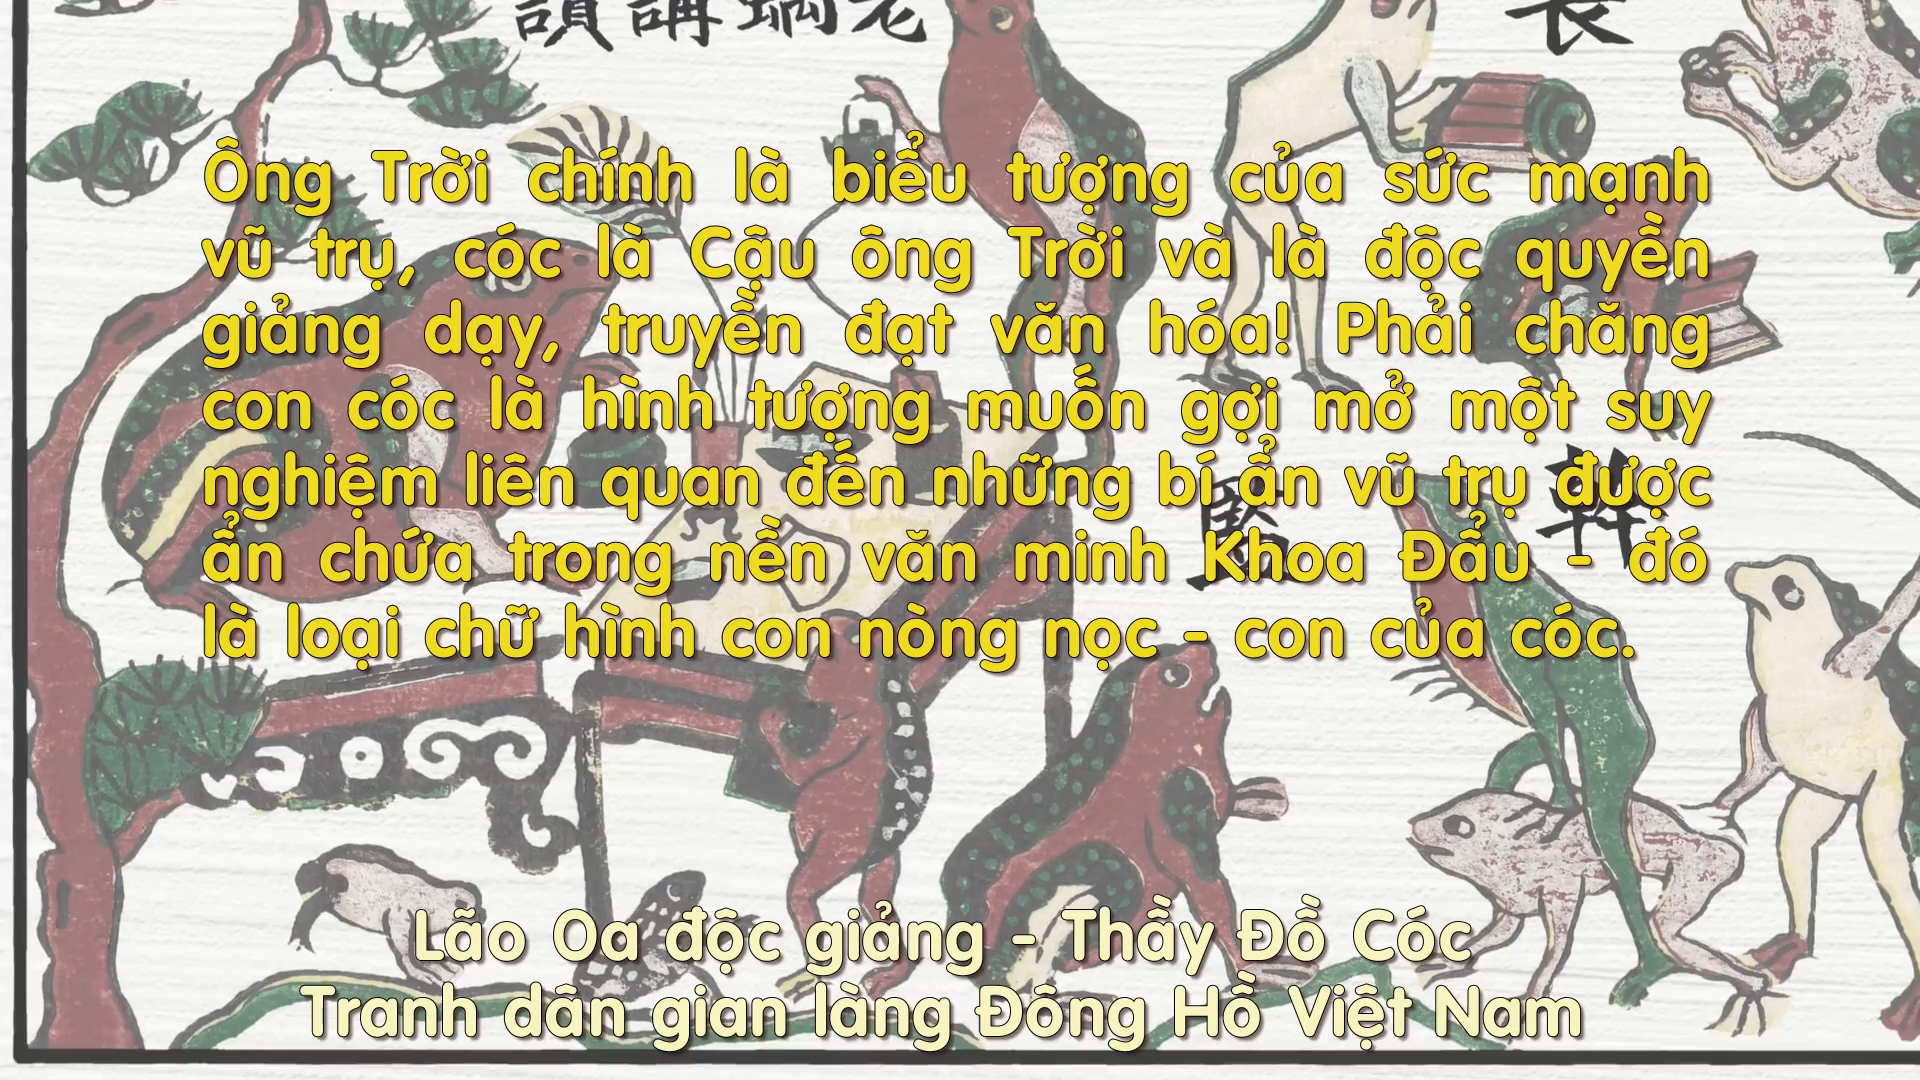 老蝸講讀
Ông Trời chính là biểu tượng của sức mạnh
vũ trụ, cóc là Cậu ông Trời và là độc quyền
giảng dạy, truyền đạt văn hóa! Phải chăng
con cóc là hình tượng muốn gợi mở một suy
nghiệm liên quan đến những bí ẩn vũ trụ được
ẩn chứa trong nền văn minh Khoa Đẩu - đó
là loại chữ hình con nòng nọc - con của cóc.
Lão Oa độc giảng - Thầy Đồ Cóc
Tranh dân gian làng Đông Hồ Việt Nam